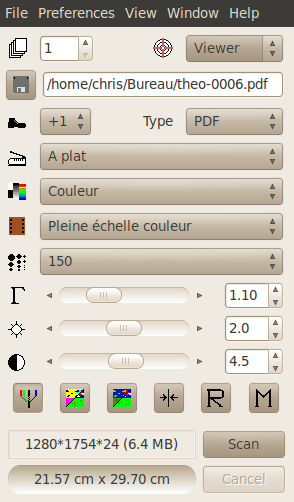 File Preferences View Window Help
1 Viewer
/home/chris/Bureau/theo-0006.pdf
+1 Type PDF
A plat
Couleur
Pleine échelle couleur
150
1.10
2.0
4.5
R M
1280*1754*24 (6.4 MB) Scan
21.57 cm x 29.70 cm Cancel